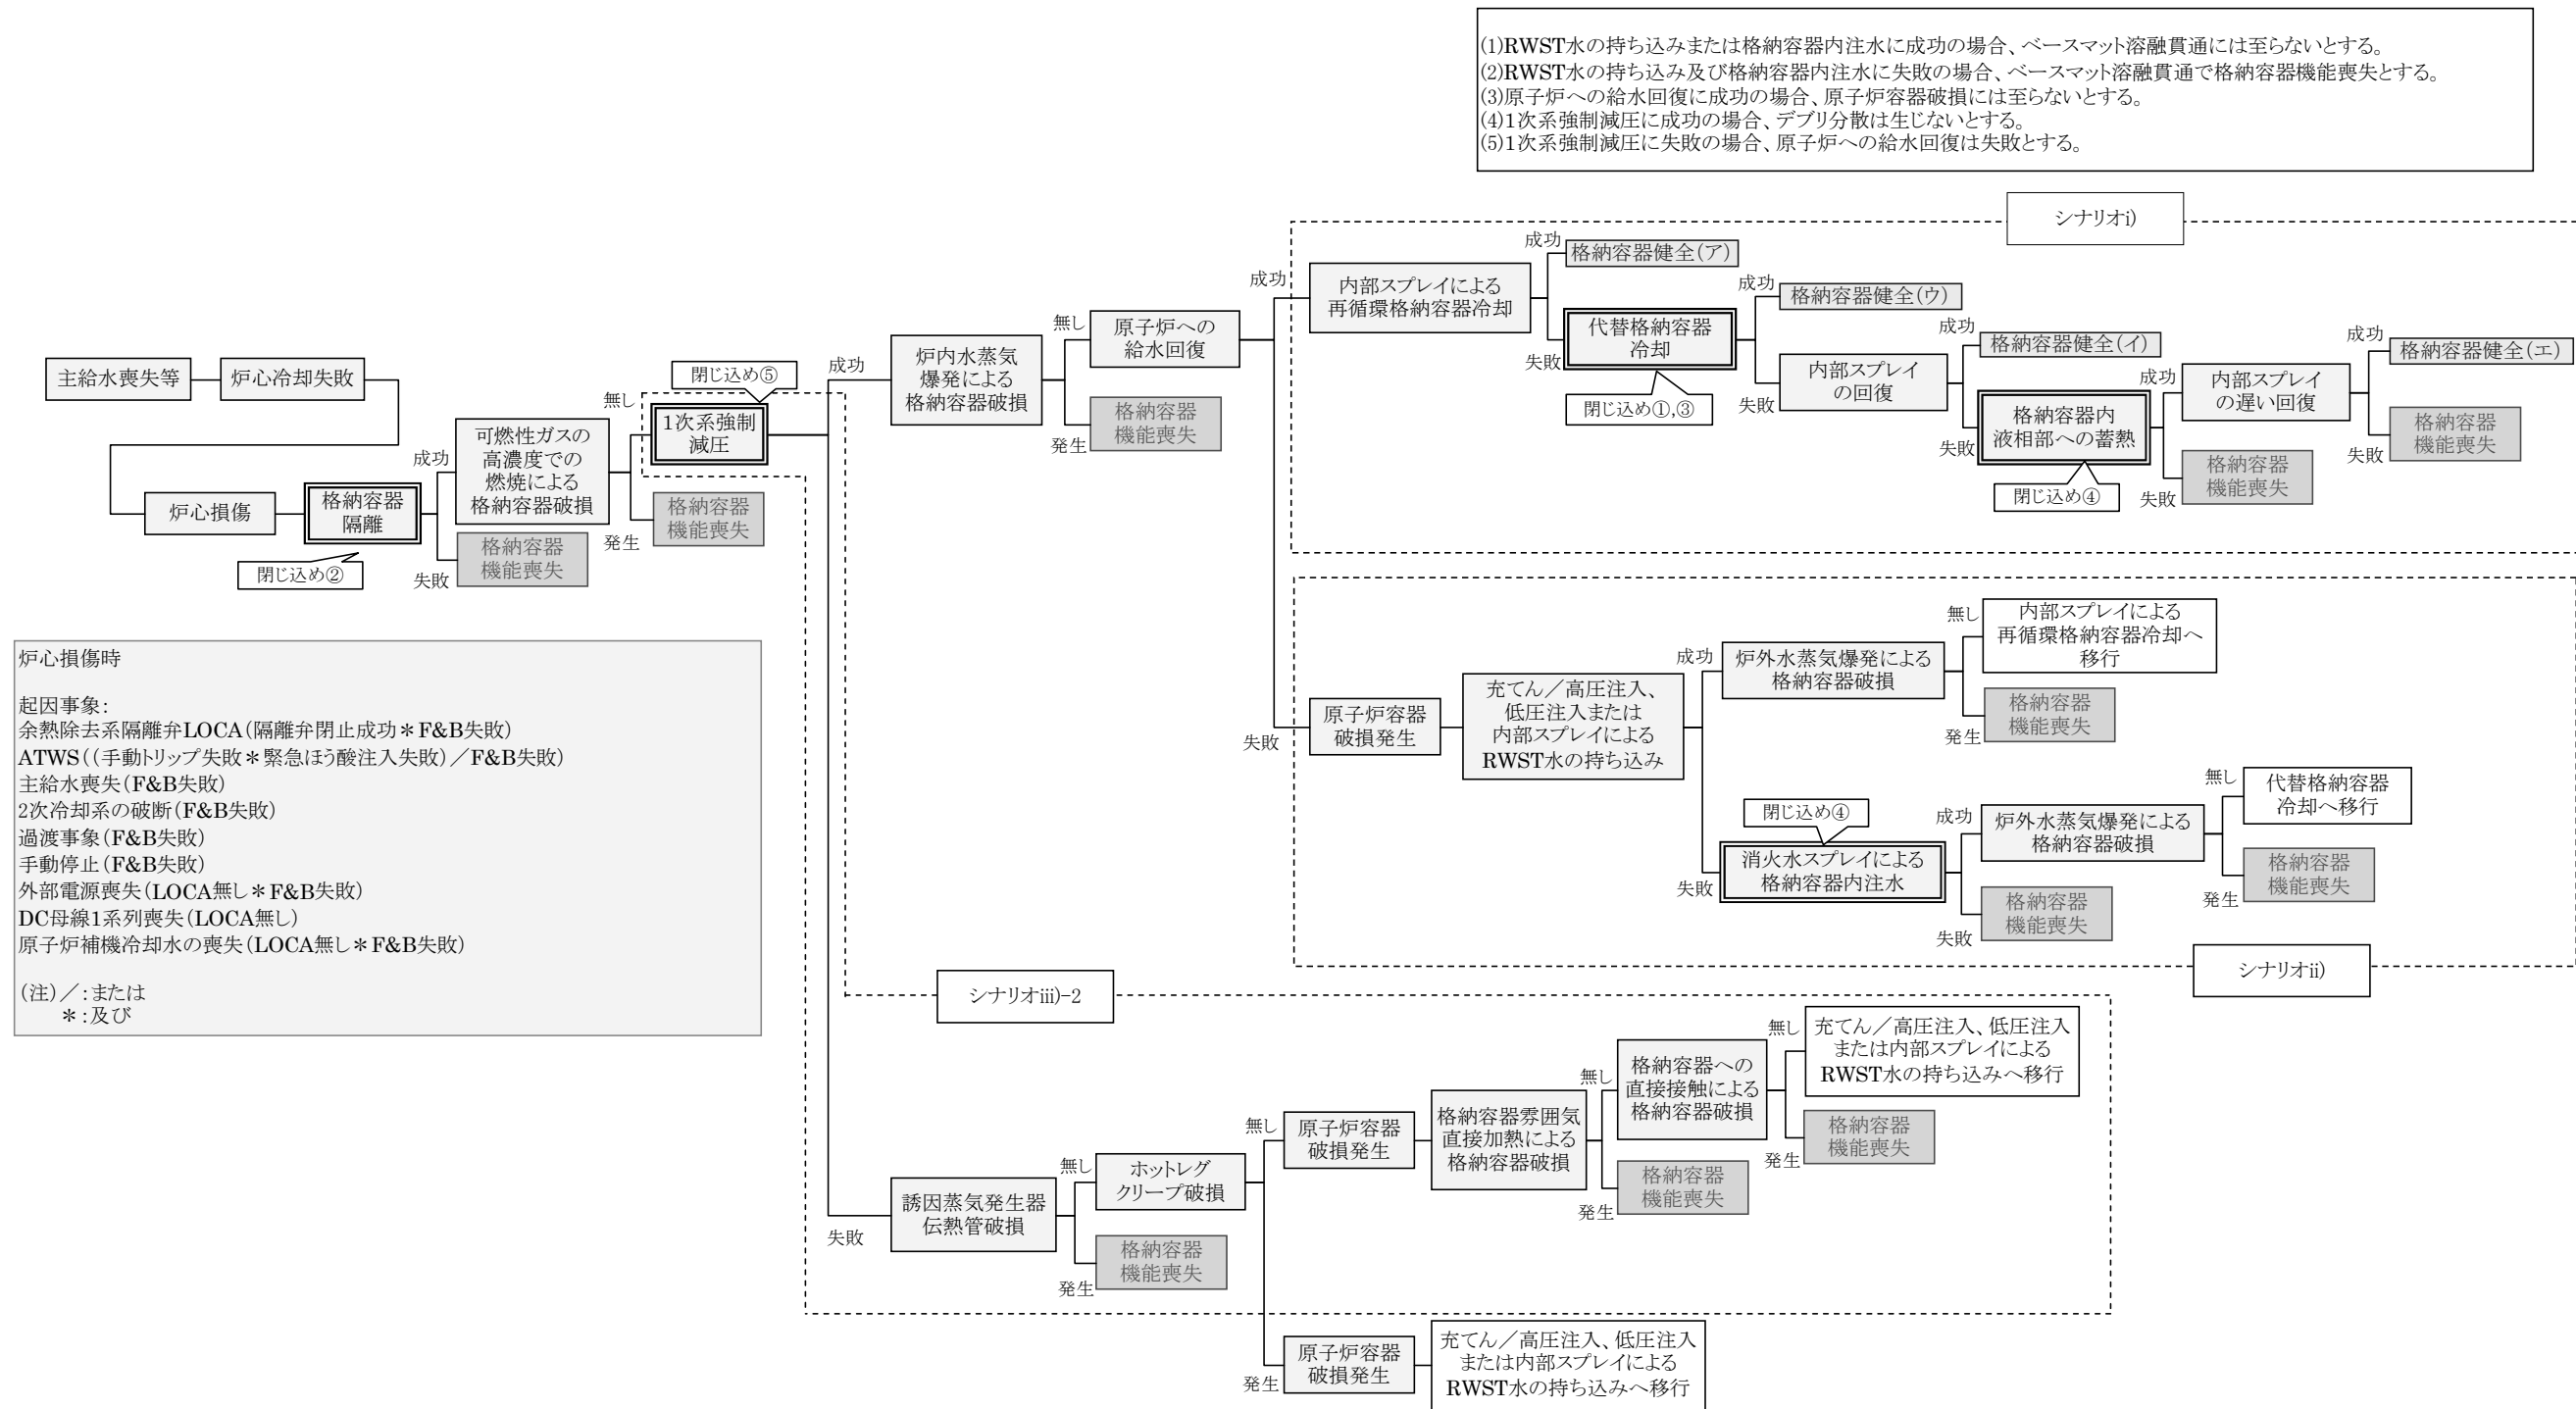 (1)RWST水の持ち込みまたは格納容器内注水に成功の場合、ベースマット溶融貫通には至らないとする。
(2)RWST水の持ち込み及び格納容器内注水に失敗の場合、ベースマット溶融貫通で格納容器機能喪失とする。
(3)原子炉への給水回復に成功の場合、原子炉容器破損には至らないとする。
(4)1次系強制減圧に成功の場合、デブリ分散は生じないとする。
(5)1次系強制減圧に失敗の場合、原子炉への給水回復は失敗とする。
主給水喪失等
炉心冷却失敗
炉心損傷
格納容器
隔離
閉じ込め②
成功
失敗
可燃性ガスの
高濃度での
燃焼による
格納容器破損
格納容器
機能喪失
無し
発生
閉じ込め⑤
1次系強制
減圧
格納容器
機能喪失
成功
失敗
炉内水蒸気
爆発による
格納容器破損
無し
発生
原子炉への
給水回復
格納容器
機能喪失
成功
失敗
シナリオi)
内部スプレイによる
再循環格納容器冷却
成功
失敗
格納容器健全(ア)
代替格納容器
冷却
閉じ込め①,③
成功
失敗
格納容器健全(ウ)
内部スプレイ
の回復
成功
失敗
格納容器健全(イ)
格納容器内
液相部への蓄熱
閉じ込め④
成功
失敗
内部スプレイ
の遅い回復
格納容器
機能喪失
成功
失敗
格納容器健全(エ)
格納容器
機能喪失
原子炉容器
破損発生
充てん／高圧注入、
低圧注入または
内部スプレイによる
RWST水の持ち込み
成功
失敗
炉外水蒸気爆発による
格納容器破損
無し
発生
内部スプレイによる
再循環格納容器冷却へ
移行
格納容器
機能喪失
閉じ込め④
消火水スプレイによる
格納容器内注水
成功
失敗
炉外水蒸気爆発による
格納容器破損
格納容器
機能喪失
無し
発生
代替格納容器
冷却へ移行
格納容器
機能喪失
シナリオii)
炉心損傷時
起因事象：
余熱除去系隔離弁LOCA（隔離弁閉止成功＊F&B失敗）
ATWS（（手動トリップ失敗＊緊急ほう酸注入失敗）／F&B失敗）
主給水喪失（F&B失敗）
2次冷却系の破断（F&B失敗）
過渡事象（F&B失敗）
手動停止（F&B失敗）
外部電源喪失（LOCA無し＊F&B失敗）
DC母線1系列喪失（LOCA無し）
原子炉補機冷却水の喪失（LOCA無し＊F&B失敗）
（注）／：または
＊：及び
シナリオiii)-2
誘因蒸気発生器
伝熱管破損
無し
発生
ホットレグ
クリープ破損
格納容器
機能喪失
無し
発生
原子炉容器
破損発生
格納容器雰囲気
直接加熱による
格納容器破損
無し
発生
格納容器への
直接接触による
格納容器破損
格納容器
機能喪失
無し
発生
充てん／高圧注入、低圧注入
または内部スプレイによる
RWST水の持ち込みへ移行
格納容器
機能喪失
原子炉容器
破損発生
充てん／高圧注入、低圧注入
または内部スプレイによる
RWST水の持ち込みへ移行